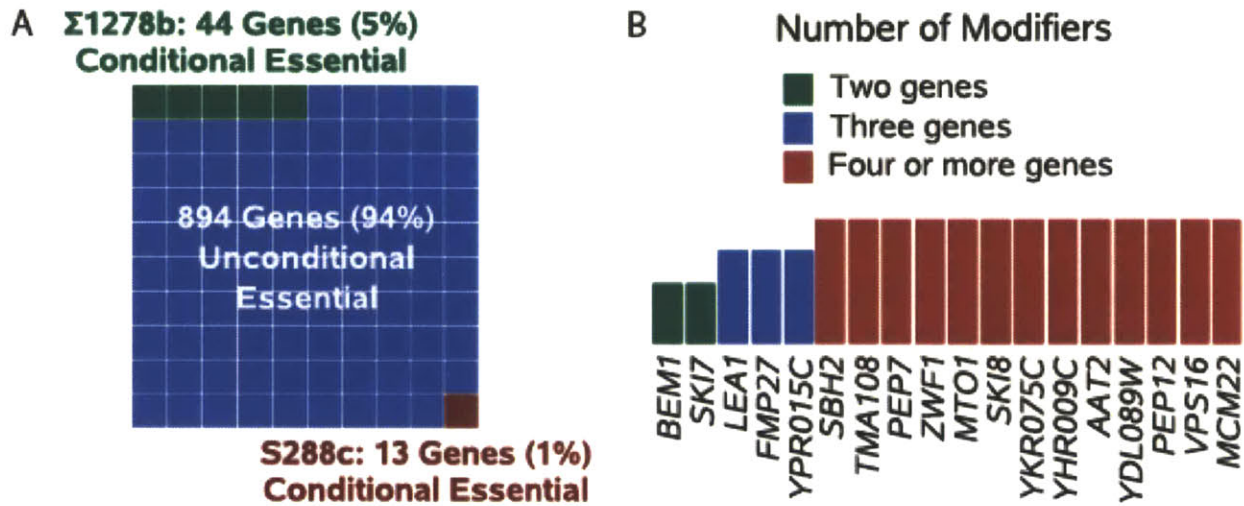 A
Σ1278b: 44 Genes (5%)
Conditional Essential
894 Genes (94%)
Unconditional
Essential
S288c: 13 Genes (1%)
Conditional Essential
B
Number of Modifiers
Two genes
Three genes
Four or more genes
BEM1
SKI7
LEA1
FMP27
YPR015C
SBH2
TMA108
PEP7
ZWF1
MTO1
SKI8
YKR075C
YHR009C
AAT2
YDL089W
PEP12
VPS16
MCM22